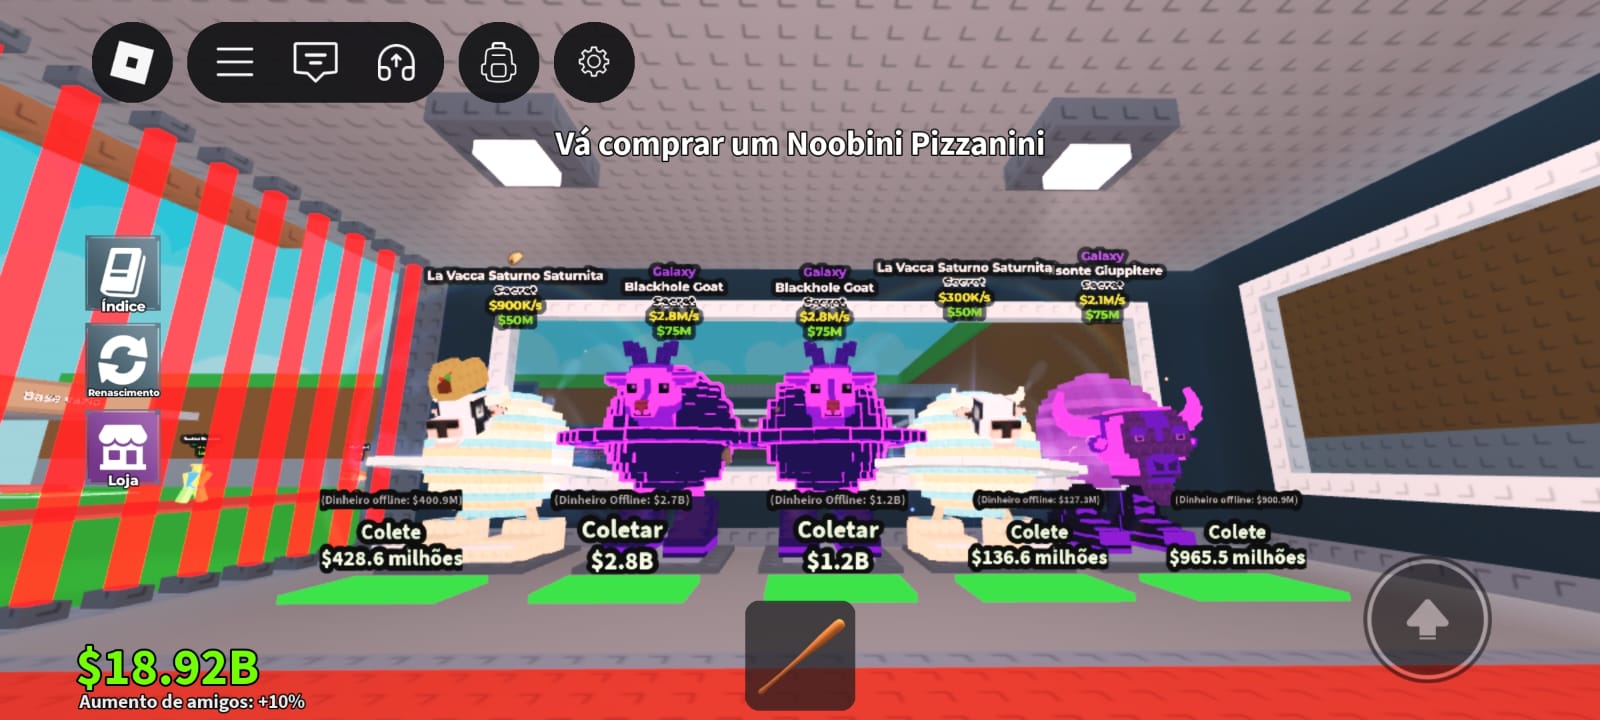 Vá comprar um Noobini Pizzanini
La Vacca Saturno Saturnita
Secret
$900K/s
$50M
Galaxy
Blackhole Goat
Secret
$2.8M/s
$75M
Galaxy
Blackhole Goat
Secret
$2.8M/s
$75M
La Vacca Saturno Saturnita
Secret
$300K/s
$50M
Galaxy
sonte Giuppitere
Secret
$2.1M/s
$75M
Índice
Renascimento
Loja
Base
(Dinheiro offline: $400.9M)
Colete
$428.6 milhões
(Dinheiro Offline: $2.7B)
Coletar
$2.8B
(Dinheiro Offline: $1.2B)
Coletar
$1.2B
(Dinheiro offline: $127.3M)
Colete
$136.6 milhões
(Dinheiro offline: $900.9M)
Colete
$965.5 milhões
$18.92B
Aumento de amigos: +10%